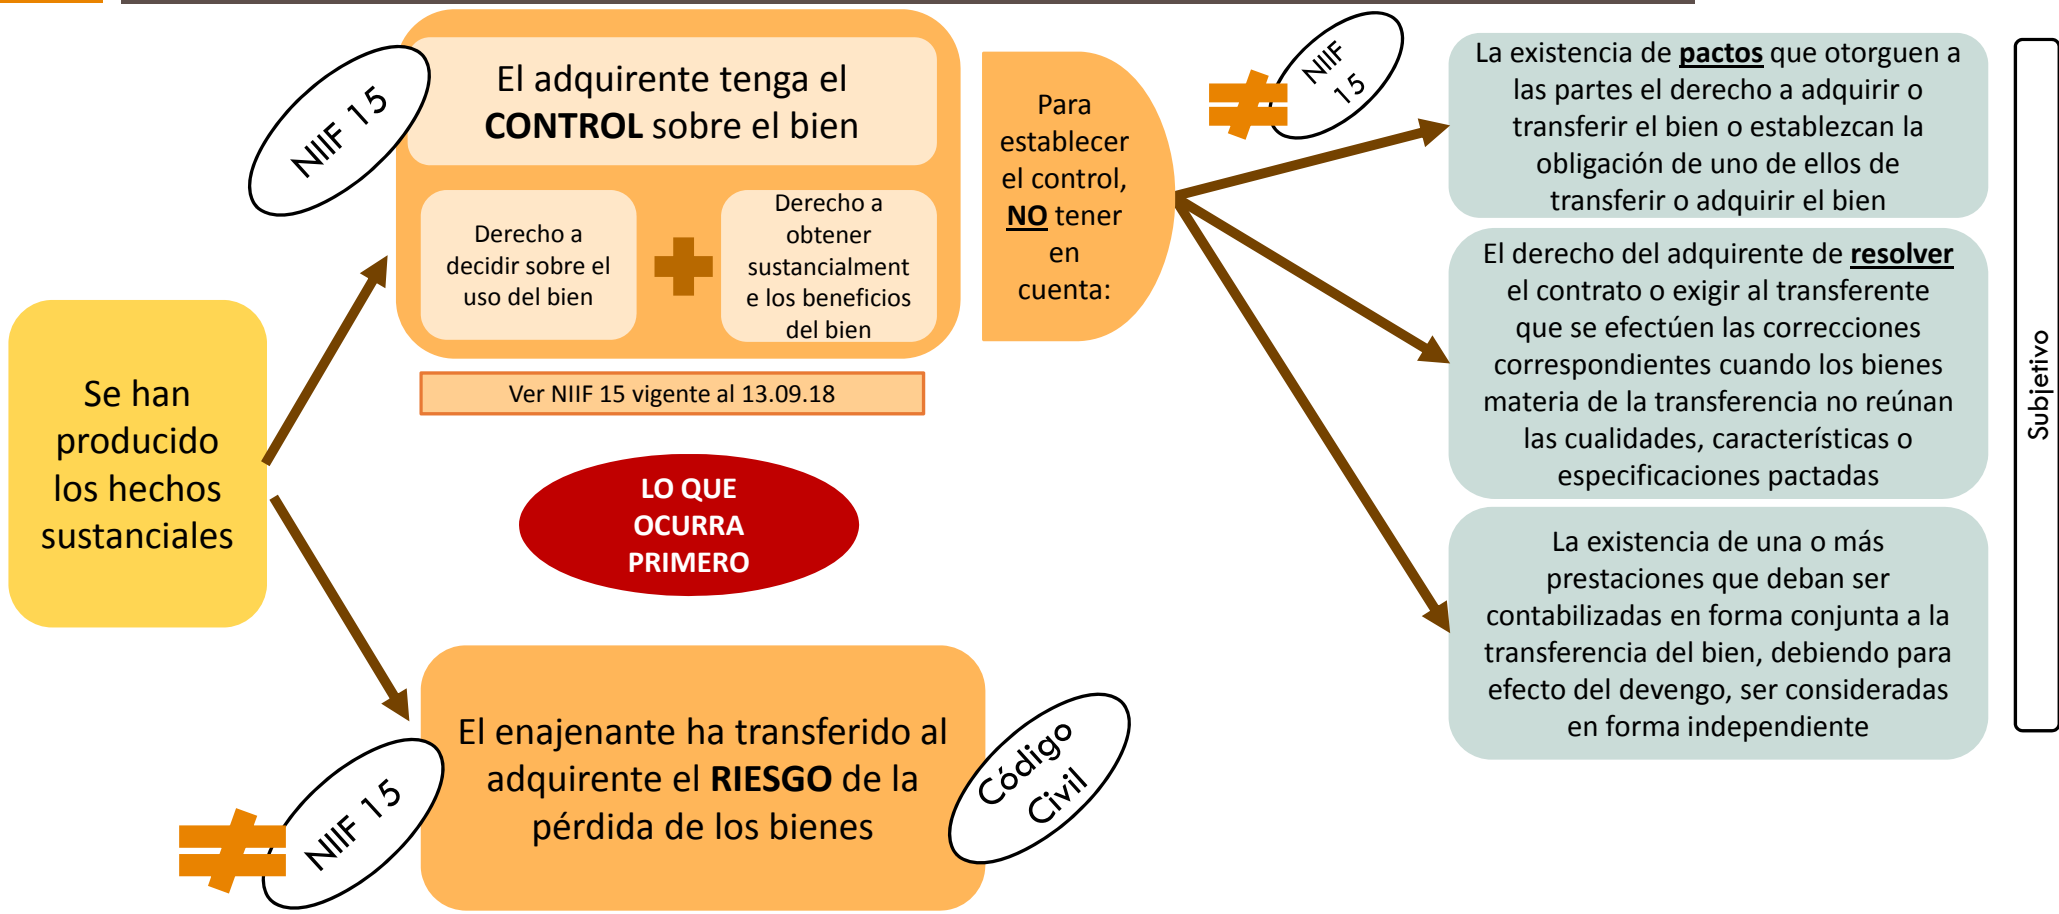 Se han
producido
los hechos
sustanciales
NIIF 15
El adquirente tenga el
CONTROL sobre el bien
Derecho a
decidir sobre el
uso del bien
Derecho a
obtener
sustancialment
e los beneficios
del bien
Ver NIIF 15 vigente al 13.09.18
LO QUE
OCURRA
PRIMERO
NIIF 15
El enajenante ha transferido al
adquirente el RIESGO de la
pérdida de los bienes
Código
Civil
Para
establecer
el control,
NO tener
en
cuenta:
NIIF
15
La existencia de pactos que otorguen a
las partes el derecho a adquirir o
transferir el bien o establezcan la
obligación de uno de ellos de
transferir o adquirir el bien
El derecho del adquirente de resolver
el contrato o exigir al transferente
que se efectúen las correcciones
correspondientes cuando los bienes
materia de la transferencia no reúnan
las cualidades, características o
especificaciones pactadas
La existencia de una o más
prestaciones que deban ser
contabilizadas en forma conjunta a la
transferencia del bien, debiendo para
efecto del devengo, ser consideradas
en forma independiente
Subjetivo